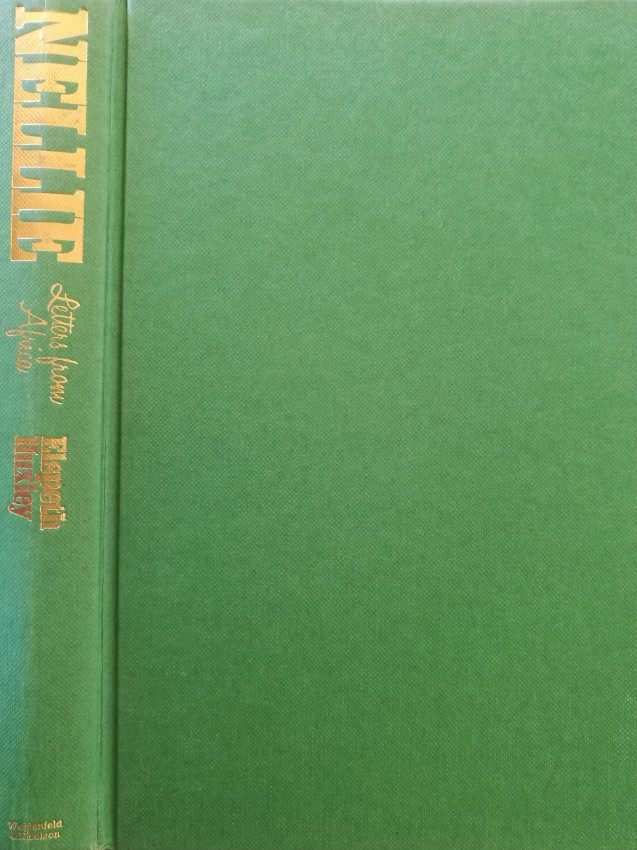 NELLIE
Letters from
Africa
Elspeth
Huxley
Weidenfeld
& Nicolson